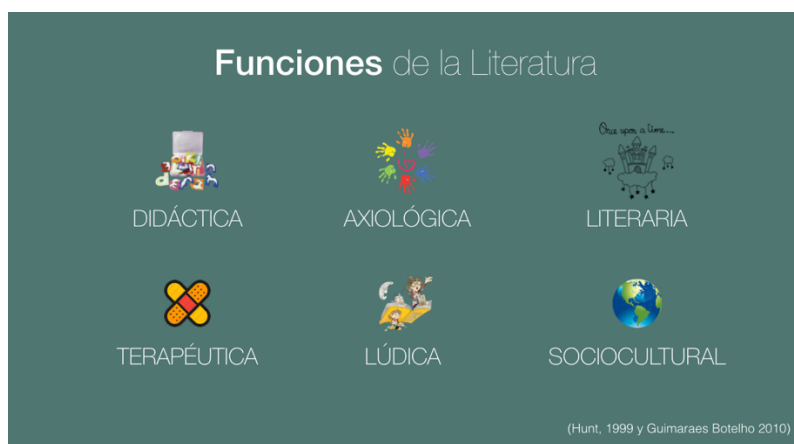 Funciones de la Literatura
Once upon a time...
DIDÁCTICA
AXIOLÓGICA
LITERARIA
TERAPÉUTICA
LÚDICA
SOCIOCULTURAL
(Hunt, 1999 y Guimaraes Botelho 2010)